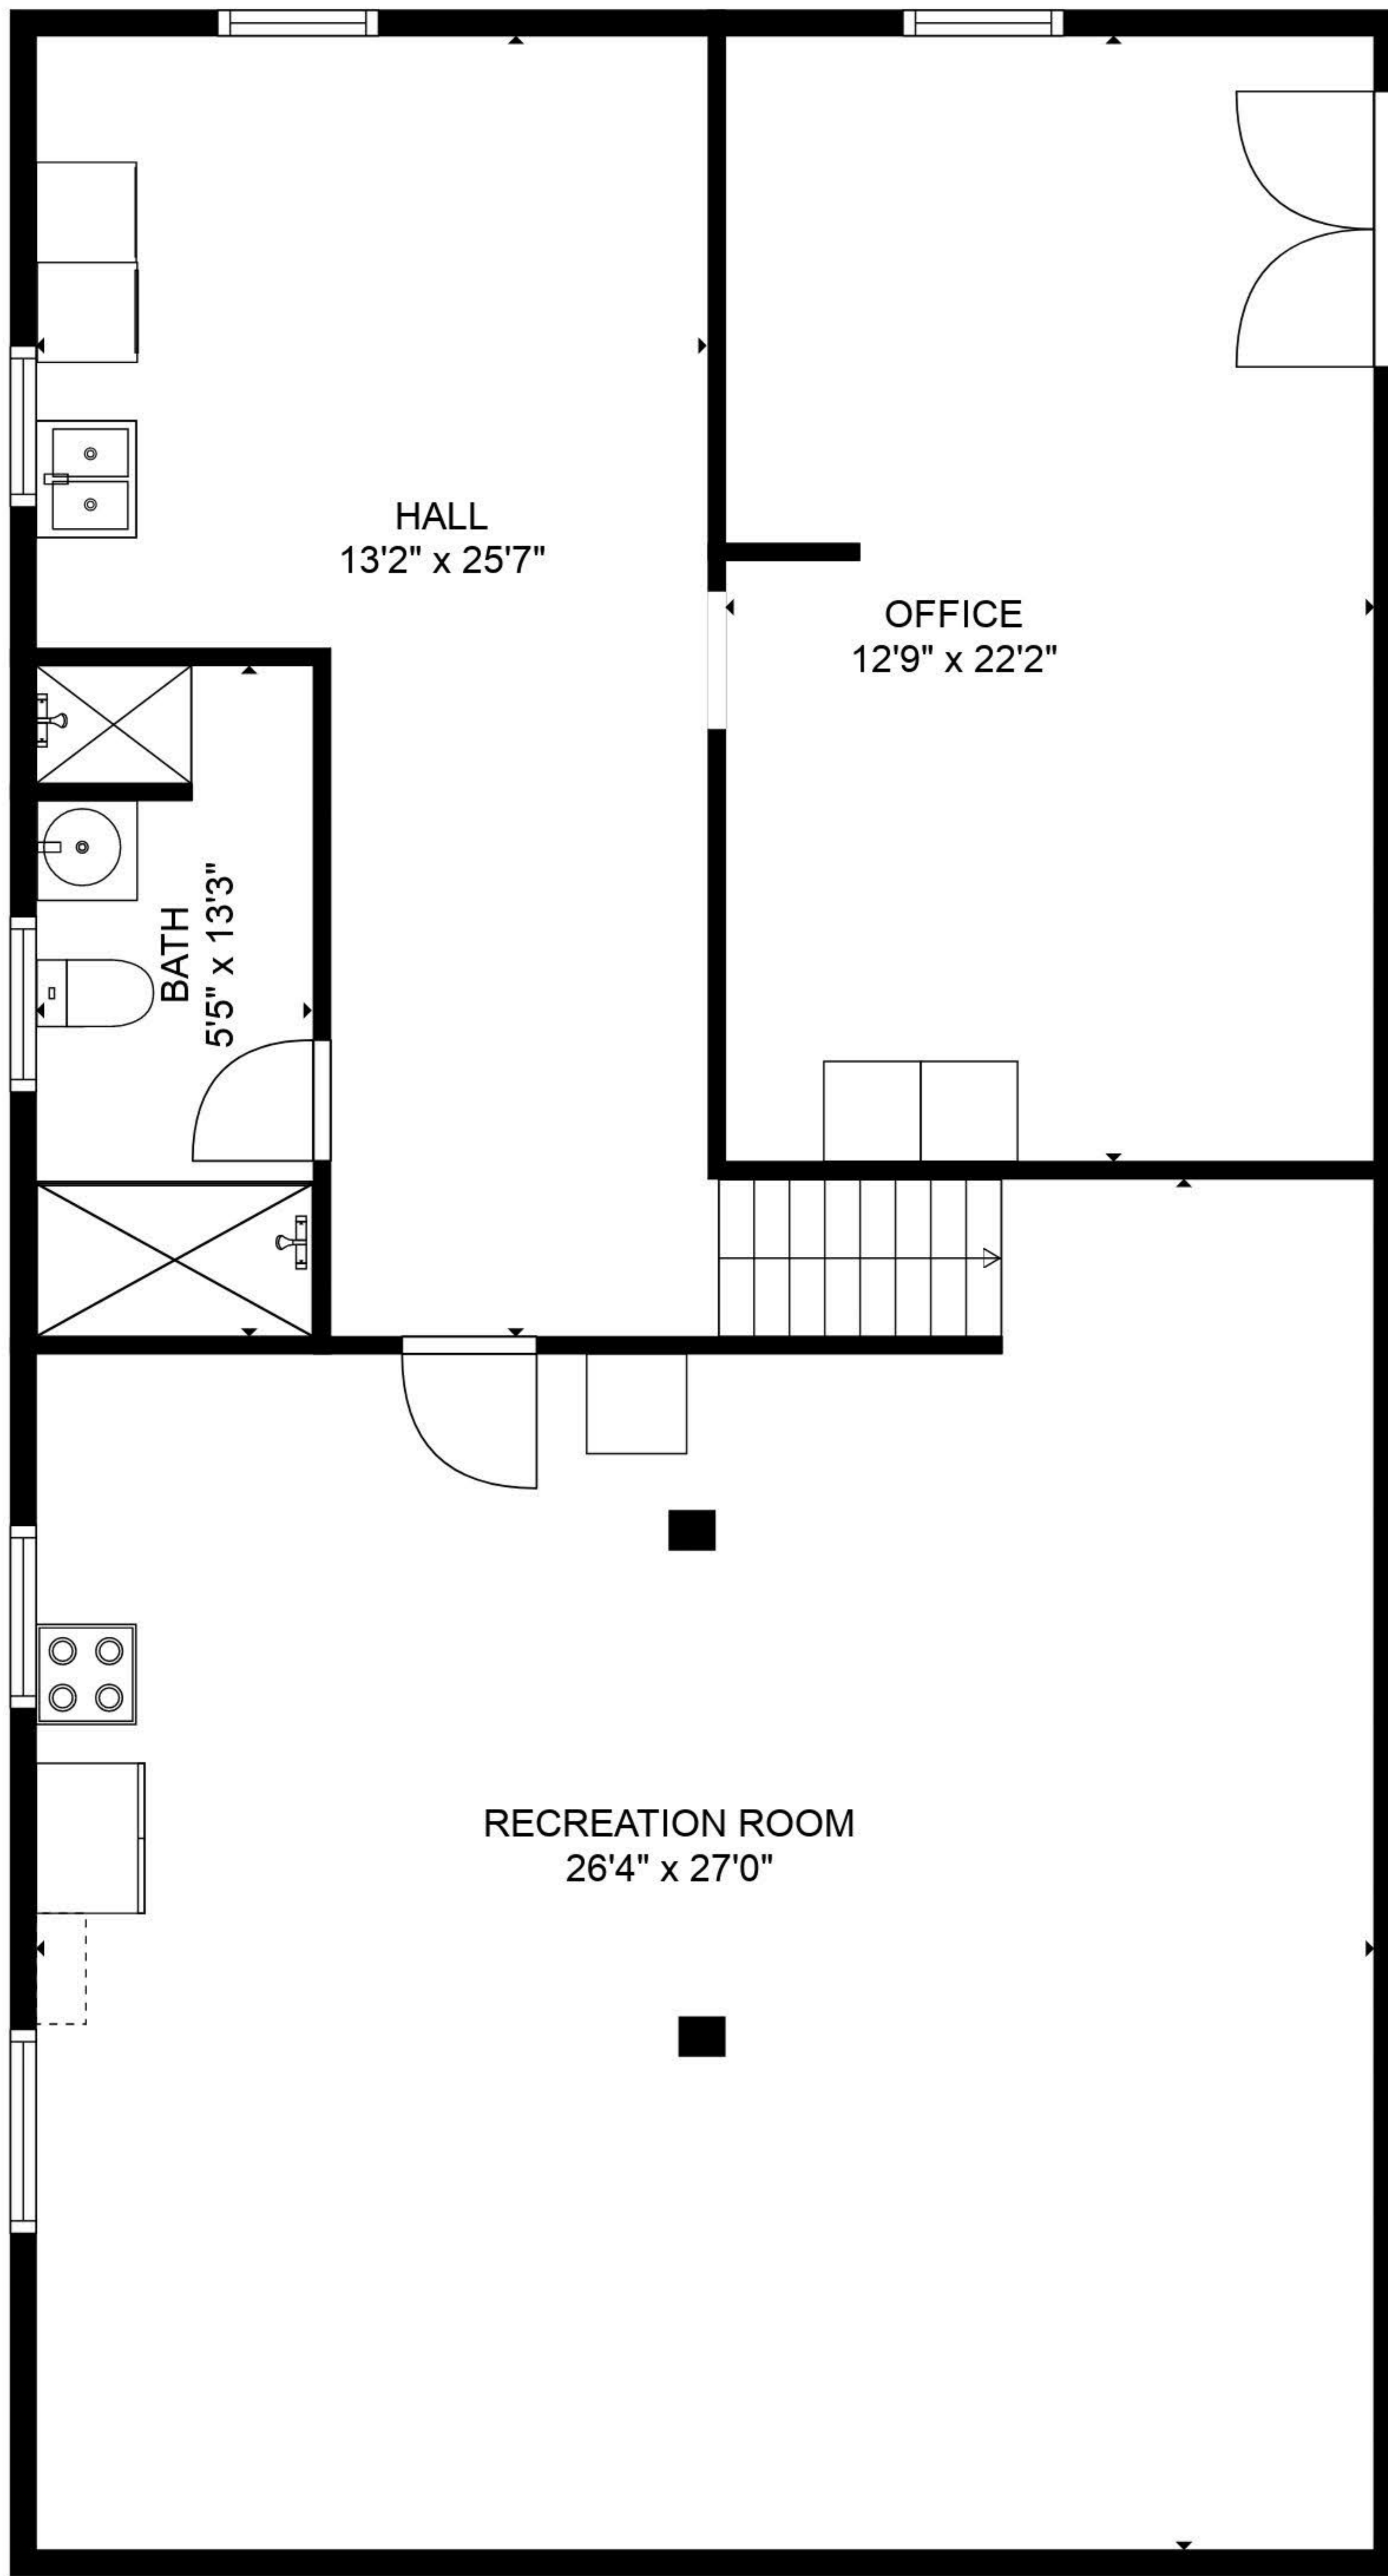 HALL
13'2" x 25'7"
OFFICE
12'9" x 22'2"
BATH
5'5" x 13'3"
RECREATION ROOM
26'4" x 27'0"